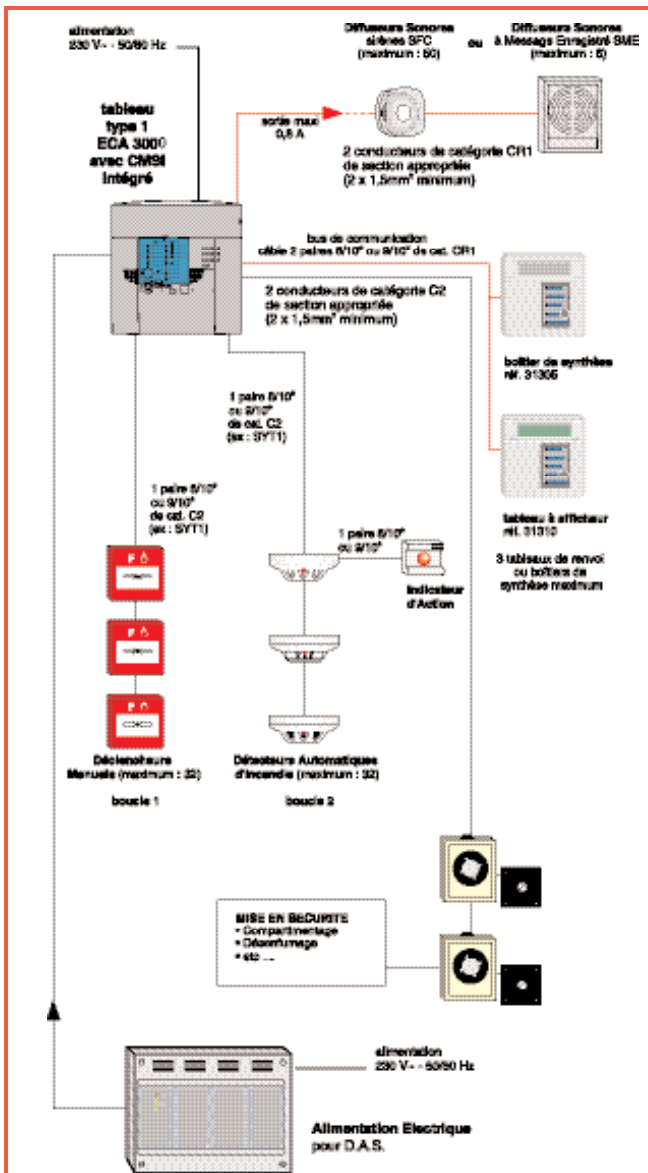 alimentation
230 V~ - 50/60 Hz
Diffuseurs Sonores
sirènes SFC
(maximum : 50)
ou
Diffuseurs Sonores
à Messag Enregistré SME
(maximum : 6)
tableau
type 1
ECA 3000
avec CMSI
Intégré
sortie maxi
0,8 A
2 conducteurs de catégorie CR1
de section appropriée
(2 x 1,5mm² minimum)
bus de communication
câble 2 paires 8/10° ou 9/10° de cat. CR1
2 conducteurs de catégorie C2
de section appropriée
(2 x 1,5mm² minimum)
boîtier de synthèse
réf.
1 paire 8/10°
ou 9/10°
de cat. C2
(ex : SYT1)
1 paire 8/10°
ou 9/10°
de cat. C2
(ex : SYT1)
tableau à afficheur
réf. 31310
1 paire 8/10°
ou 9/10°
3 tableaux de renvoi
ou boîtiers de
synthèse maximum
Indicateur
d'Action
Déclencheurs
Manuels (maximum : 32)
boucle 1
Détecteurs Automatiques
d'Incendie (maximum : 32)
boucle 2
MISE EN SECURITE
• Compartimentage
• Désenfumage
• etc ....
alimentation
230 V~ - 50/60 Hz
Alimentation Electrique
pour D.A.S.